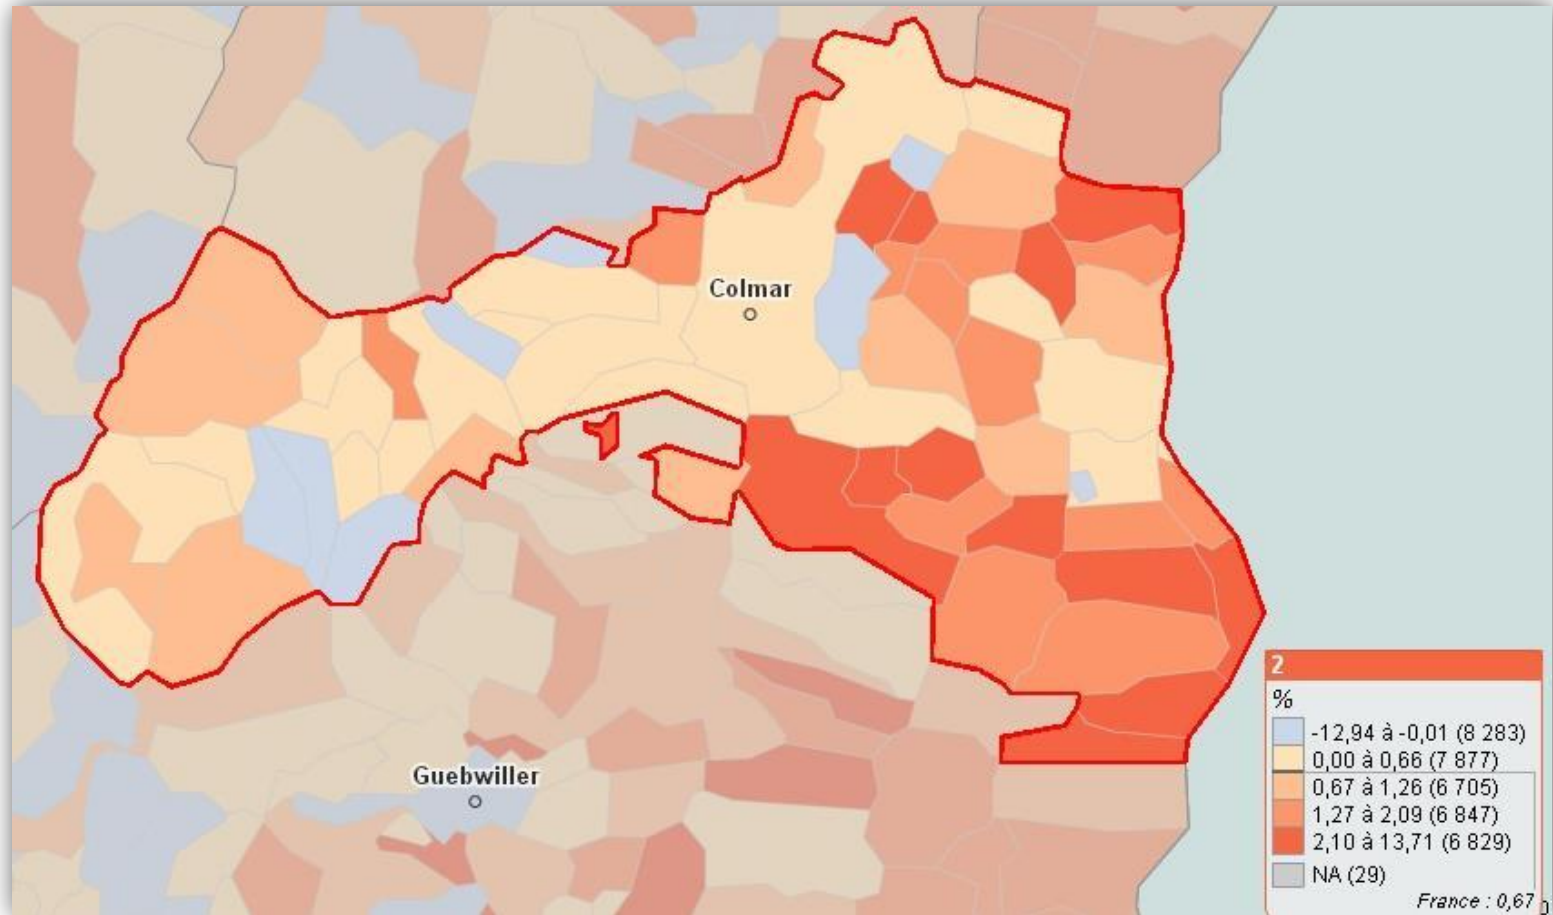 Colmar
Guebwiller
2
%
-12,94 à -0,01 (8 283)
0,00 à 0,66 (7 877)
0,67 à 1,26 (6 705)
1,27 à 2,09 (6 847)
2,10 à 13,71 (6 829)
NA (29)
France : 0,67